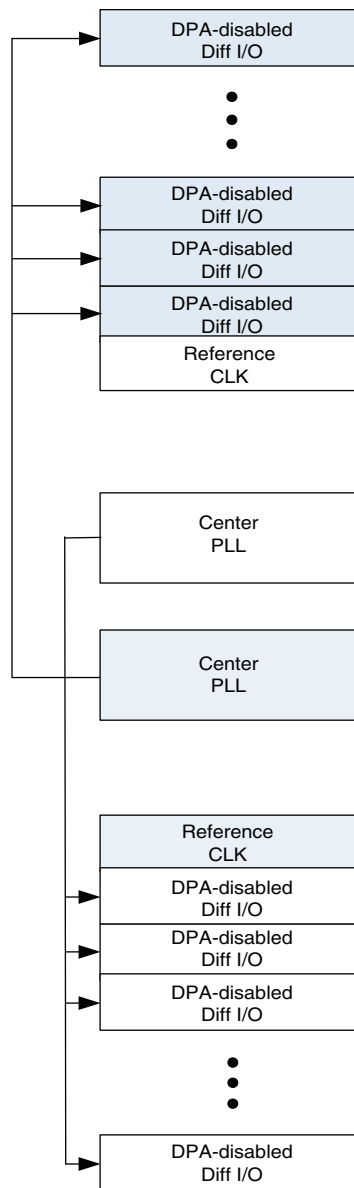 DPA-disabled
Diff I/O
DPA-disabled
Diff I/O
DPA-disabled
Diff I/O
DPA-disabled
Diff I/O
Reference
CLK
Center
PLL
Center
PLL
Reference
CLK
DPA-disabled
Diff I/O
DPA-disabled
Diff I/O
DPA-disabled
Diff I/O
DPA-disabled
Diff I/O